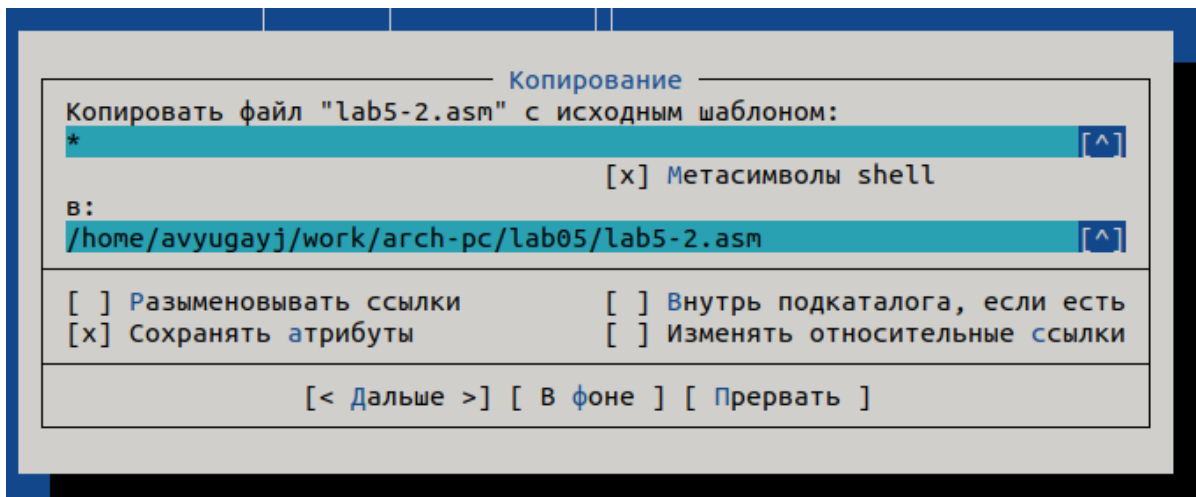 Копирование
Копировать файл "lab5-2.asm" с исходным шаблоном:
* [^]
[x] Метасимволы shell
в:
/home/avyugayj/work/arch-pc/lab05/lab5-2.asm [^]
[ ] Разыменовывать ссылки [ ] Внутрь подкаталога, если есть
[x] Сохранять атрибуты [ ] Изменять относительные ссылки
[< Дальше >] [ В фоне ] [ Прервать ]